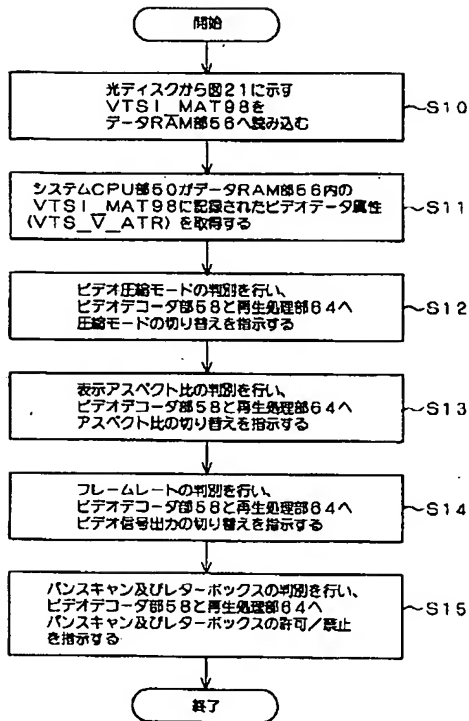 開始
光ディスクから図21に示す
VTSI_MAT98を
データRAM部56へ読み込む
~S10
システムCPU部50がデータRAM部56内の
VTSI_MAT98に記録されたビデオデータ属性
(VTS_V_ATR)を取得する
~S11
ビデオ圧縮モードの判別を行い、
ビデオデコーダ部58と再生処理部64へ
圧縮モードの切り替えを指示する
~S12
表示アスペクト比の判別を行い、
ビデオデコーダ部58と再生処理部64へ
アスペクト比の切り替えを指示する
~S13
フレームレートの判別を行い、
ビデオデコーダ部58と再生処理部64へ
ビデオ信号出力の切り替えを指示する
~S14
パンスキャン及びレターボックスの判別を行い、
ビデオデコーダ部58と再生処理部64へ
パンスキャン及びレターボックスの許可/禁止
を指示する
~S15
終了